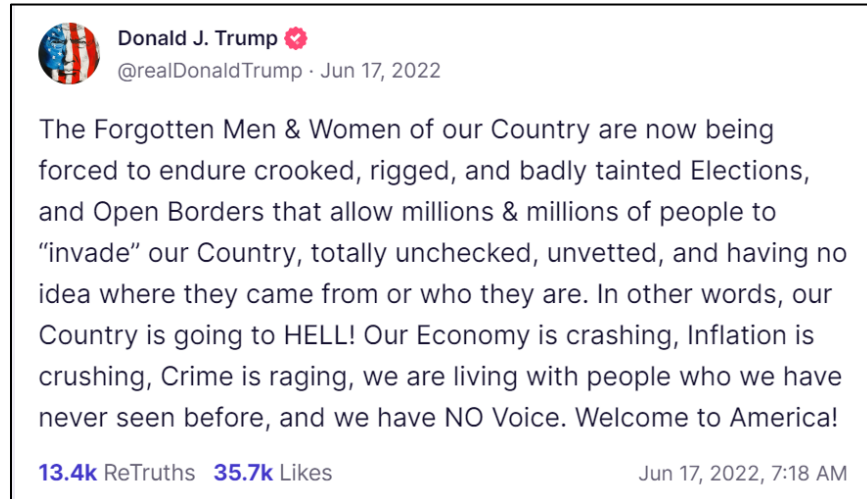 Donald J. Trump
@realDonaldTrump · Jun 17, 2022
The Forgotten Men & Women of our Country are now being
forced to endure crooked, rigged, and badly tainted Elections,
and Open Borders that allow millions & millions of people to
“invade” our Country, totally unchecked, unvetted, and having no
idea where they came from or who they are. In other words, our
Country is going to HELL! Our Economy is crashing, Inflation is
crushing, Crime is raging, we are living with people who we have
never seen before, and we have NO Voice. Welcome to America!
13.4k ReTruths 35.7k Likes Jun 17, 2022, 7:18 AM